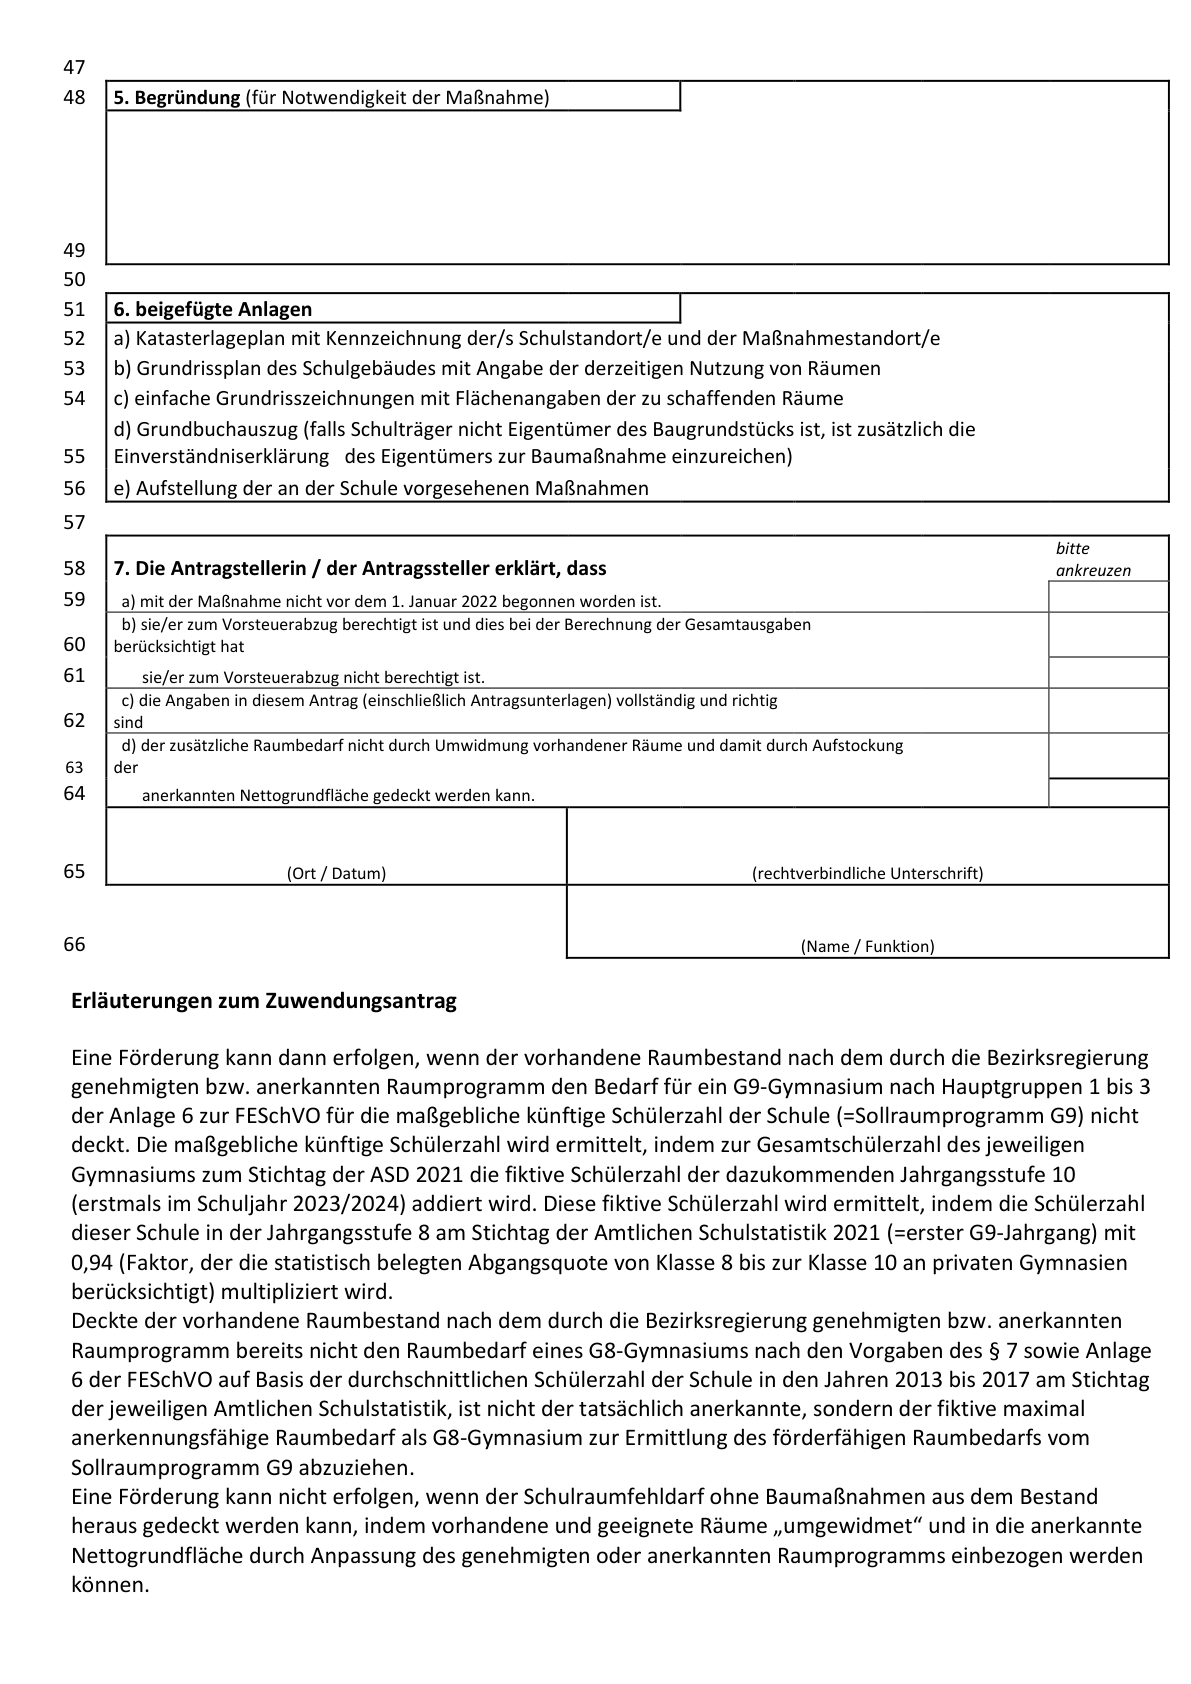 47
48 5. Begründung (für Notwendigkeit der Maßnahme)
49
50
51 6. beigefügte Anlagen
52 a) Katasterlageplan mit Kennzeichnung der/s Schulstandort/e und der Maßnahmestandort/e
53 b) Grundrissplan des Schulgebäudes mit Angabe der derzeitigen Nutzung von Räumen
54 c) einfache Grundrisszeichnungen mit Flächenangaben der zu schaffenden Räume
d) Grundbuchauszug (falls Schulträger nicht Eigentümer des Baugrundstücks ist, ist zusätzlich die
55 Einverständniserklärung des Eigentümers zur Baumaßnahme einzureichen)
56 e) Aufstellung der an der Schule vorgesehenen Maßnahmen
57
bitte
58 7. Die Antragstellerin / der Antragssteller erklärt, dass ankreuzen
59 a) mit der Maßnahme nicht vor dem 1. Januar 2022 begonnen worden ist.
b) sie/er zum Vorsteuerabzug berechtigt ist und dies bei der Berechnung der Gesamtausgaben
60 berücksichtigt hat
61 sie/er zum Vorsteuerabzug nicht berechtigt ist.
c) die Angaben in diesem Antrag (einschließlich Antragsunterlagen) vollständig und richtig
62 sind
d) der zusätzliche Raumbedarf nicht durch Umwidmung vorhandener Räume und damit durch Aufstockung
63 der
64 anerkannten Nettogrundfläche gedeckt werden kann.
65 (Ort / Datum) (rechtverbindliche Unterschrift)
66 (Name / Funktion)
Erläuterungen zum Zuwendungsantrag
Eine Förderung kann dann erfolgen, wenn der vorhandene Raumbestand nach dem durch die Bezirksregierung
genehmigten bzw. anerkannten Raumprogramm den Bedarf für ein G9-Gymnasium nach Hauptgruppen 1 bis 3
der Anlage 6 zur FESchVO für die maßgebliche künftige Schülerzahl der Schule (=Sollraumprogramm G9) nicht
deckt. Die maßgebliche künftige Schülerzahl wird ermittelt, indem zur Gesamtschülerzahl des jeweiligen
Gymnasiums zum Stichtag der ASD 2021 die fiktive Schülerzahl der dazukommenden Jahrgangsstufe 10
(erstmals im Schuljahr 2023/2024) addiert wird. Diese fiktive Schülerzahl wird ermittelt, indem die Schülerzahl
dieser Schule in der Jahrgangsstufe 8 am Stichtag der Amtlichen Schulstatistik 2021 (=erster G9-Jahrgang) mit
0,94 (Faktor, der die statistisch belegten Abgangsquote von Klasse 8 bis zur Klasse 10 an privaten Gymnasien
berücksichtigt) multipliziert wird.
Deckte der vorhandene Raumbestand nach dem durch die Bezirksregierung genehmigten bzw. anerkannten
Raumprogramm bereits nicht den Raumbedarf eines G8-Gymnasiums nach den Vorgaben des § 7 sowie Anlage
6 der FESchVO auf Basis der durchschnittlichen Schülerzahl der Schule in den Jahren 2013 bis 2017 am Stichtag
der jeweiligen Amtlichen Schulstatistik, ist nicht der tatsächlich anerkannte, sondern der fiktive maximal
anerkennungsfähige Raumbedarf als G8-Gymnasium zur Ermittlung des förderfähigen Raumbedarfs vom
Sollraumprogramm G9 abzuziehen.
Eine Förderung kann nicht erfolgen, wenn der Schulraumfehldarf ohne Baumaßnahmen aus dem Bestand
heraus gedeckt werden kann, indem vorhandene und geeignete Räume „umgewidmet“ und in die anerkannte
Nettogrundfläche durch Anpassung des genehmigten oder anerkannten Raumprogramms einbezogen werden
können.